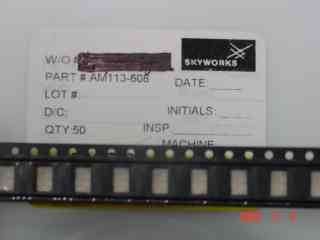 SKYWORKS
W/O #
PART # AM113-608 DATE:
LOT #
D/C: INITIALS:
QTY:50 INSP
MACHINE